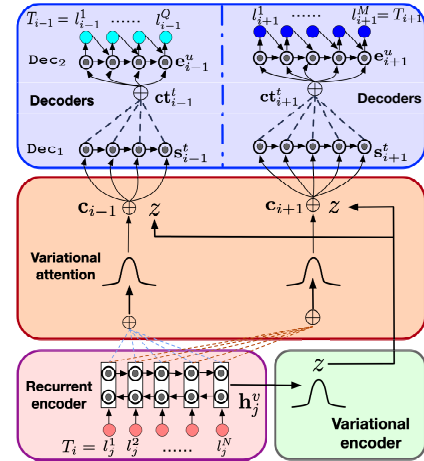 T_{i−1} = l^1_{i−1} ...... l^Q_{i−1} l^1_{i+1} ...... l^M_{i+1} = T_{i+1}
Dec₂ e^u_{i−1} e^u_{i+1}
Decoders ct^t_{i−1} ct^t_{i+1} Decoders
Dec₁ s^t_{i−1} s^t_{i+1}
c_{i−1} z c_{i+1} z
Variational
attention
Recurrent
encoder h^v_j
z
T_i = l^1_j l^2_j ...... l^N_j
Variational
encoder